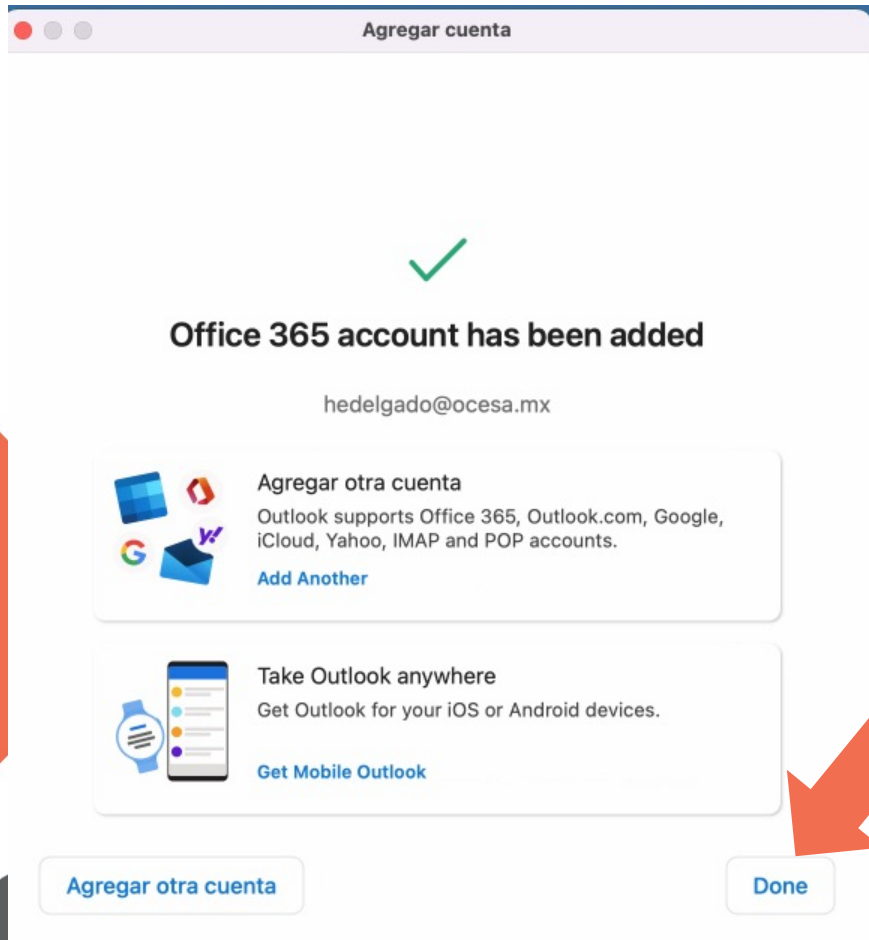 Agregar cuenta
Office 365 account has been added
hedelgado@ocesa.mx
Agregar otra cuenta
Outlook supports Office 365, Outlook.com, Google,
iCloud, Yahoo, IMAP and POP accounts.
Add Another
Take Outlook anywhere
Get Outlook for your iOS or Android devices.
Get Mobile Outlook
Agregar otra cuenta
Done